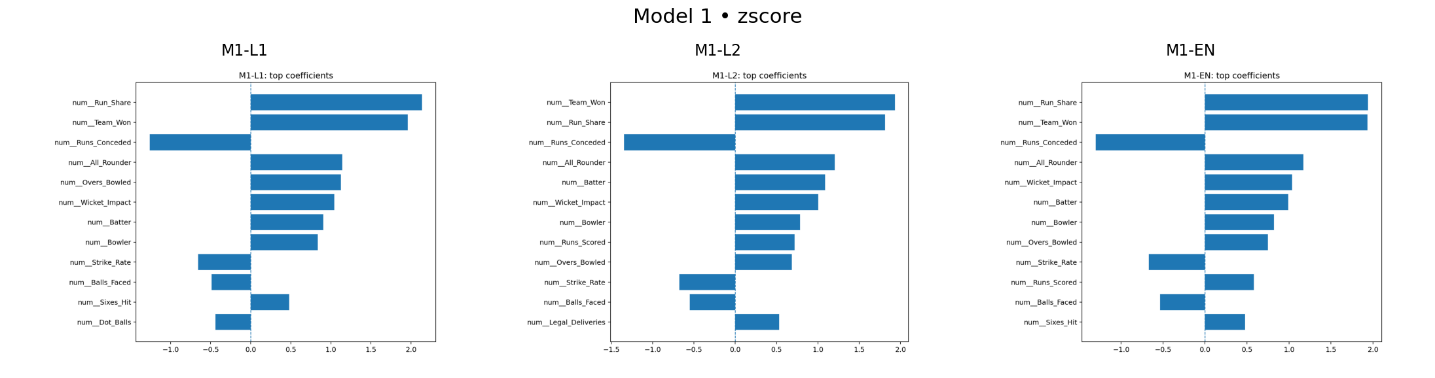 Model 1 • zscore
M1-L1
M1-L1: top coefficients
num__Run_Share
num__Team_Won
num__Runs_Conceded
num__All_Rounder
num__Overs_Bowled
num__Wicket_Impact
num__Batter
num__Bowler
num__Strike_Rate
num__Balls_Faced
num__Sixes_Hit
num__Dot_Balls
−1.0 −0.5 0.0 0.5 1.0 1.5 2.0
M1-L2
M1-L2: top coefficients
num__Team_Won
num__Run_Share
num__Runs_Conceded
num__All_Rounder
num__Batter
num__Wicket_Impact
num__Bowler
num__Runs_Scored
num__Overs_Bowled
num__Strike_Rate
num__Balls_Faced
num__Legal_Deliveries
−1.5 −1.0 −0.5 0.0 0.5 1.0 1.5 2.0
M1-EN
M1-EN: top coefficients
num__Run_Share
num__Team_Won
num__Runs_Conceded
num__All_Rounder
num__Wicket_Impact
num__Batter
num__Bowler
num__Overs_Bowled
num__Strike_Rate
num__Runs_Scored
num__Balls_Faced
num__Sixes_Hit
−1.0 −0.5 0.0 0.5 1.0 1.5 2.0